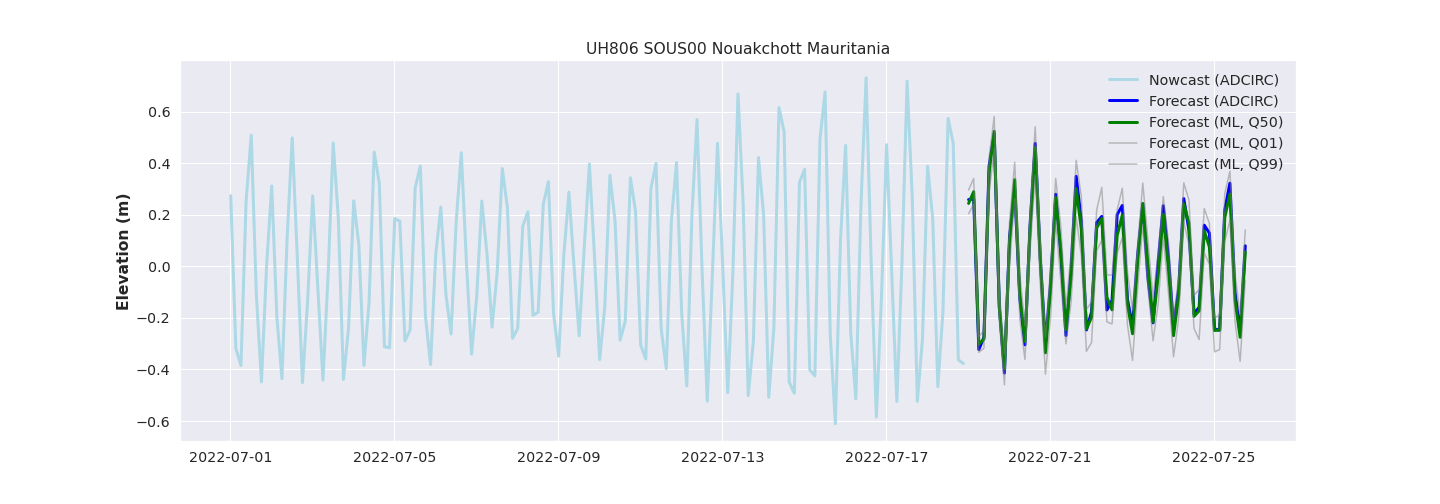 UH806 SOUS00 Nouakchott Mauritania
Nowcast (ADCIRC)
Forecast (ADCIRC)
Forecast (ML, Q50)
Forecast (ML, Q01)
Forecast (ML, Q99)
Elevation (m)
0.6
0.4
0.2
0.0
−0.2
−0.4
−0.6
2022-07-01 2022-07-05 2022-07-09 2022-07-13 2022-07-17 2022-07-21 2022-07-25